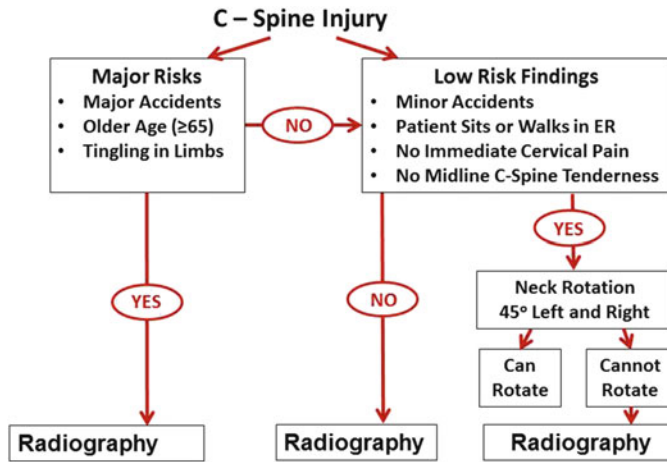 C – Spine Injury
Major Risks
• Major Accidents
• Older Age (≥65)
• Tingling in Limbs
NO
Low Risk Findings
• Minor Accidents
• Patient Sits or Walks in ER
• No Immediate Cervical Pain
• No Midline C-Spine Tenderness
YES
NO
YES
Neck Rotation
45º Left and Right
Can
Rotate
Cannot
Rotate
Radiography
Radiography
Radiography